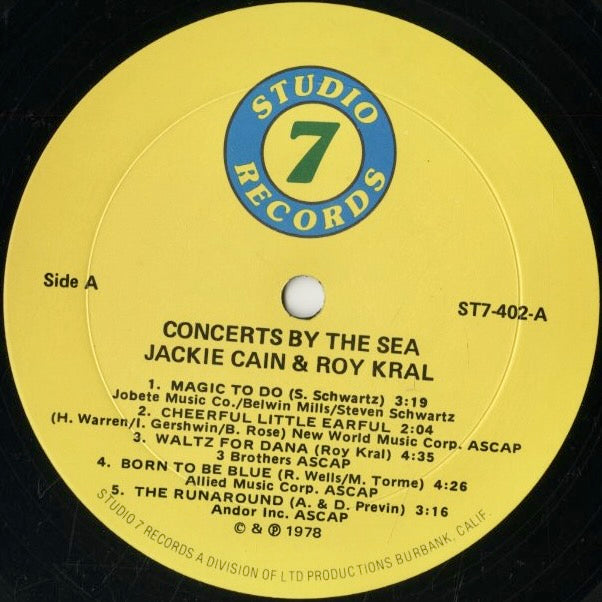 STUDIO
7
RECORDS
Side A
ST7-402-A
CONCERTS BY THE SEA
JACKIE CAIN & ROY KRAL
1. MAGIC TO DO (S. Schwartz) 3:19
Jobete Music Co./Belwin Mills/Steven Schwartz
2. CHEERFUL LITTLE EARFUL 2:04
(H. Warren/I. Gershwin/B. Rose) New World Music Corp. ASCAP
3. WALTZ FOR DANA (Roy Kral) 4:35
3 Brothers ASCAP
4. BORN TO BE BLUE (R. Wells/M. Torme) 4:26
Allied Music Corp. ASCAP
5. THE RUNAROUND (A. & D. Previn) 3:16
Andor Inc. ASCAP
© & ℗ 1978
STUDIO 7 RECORDS A DIVISION OF LTD PRODUCTIONS BURBANK, CALIF.